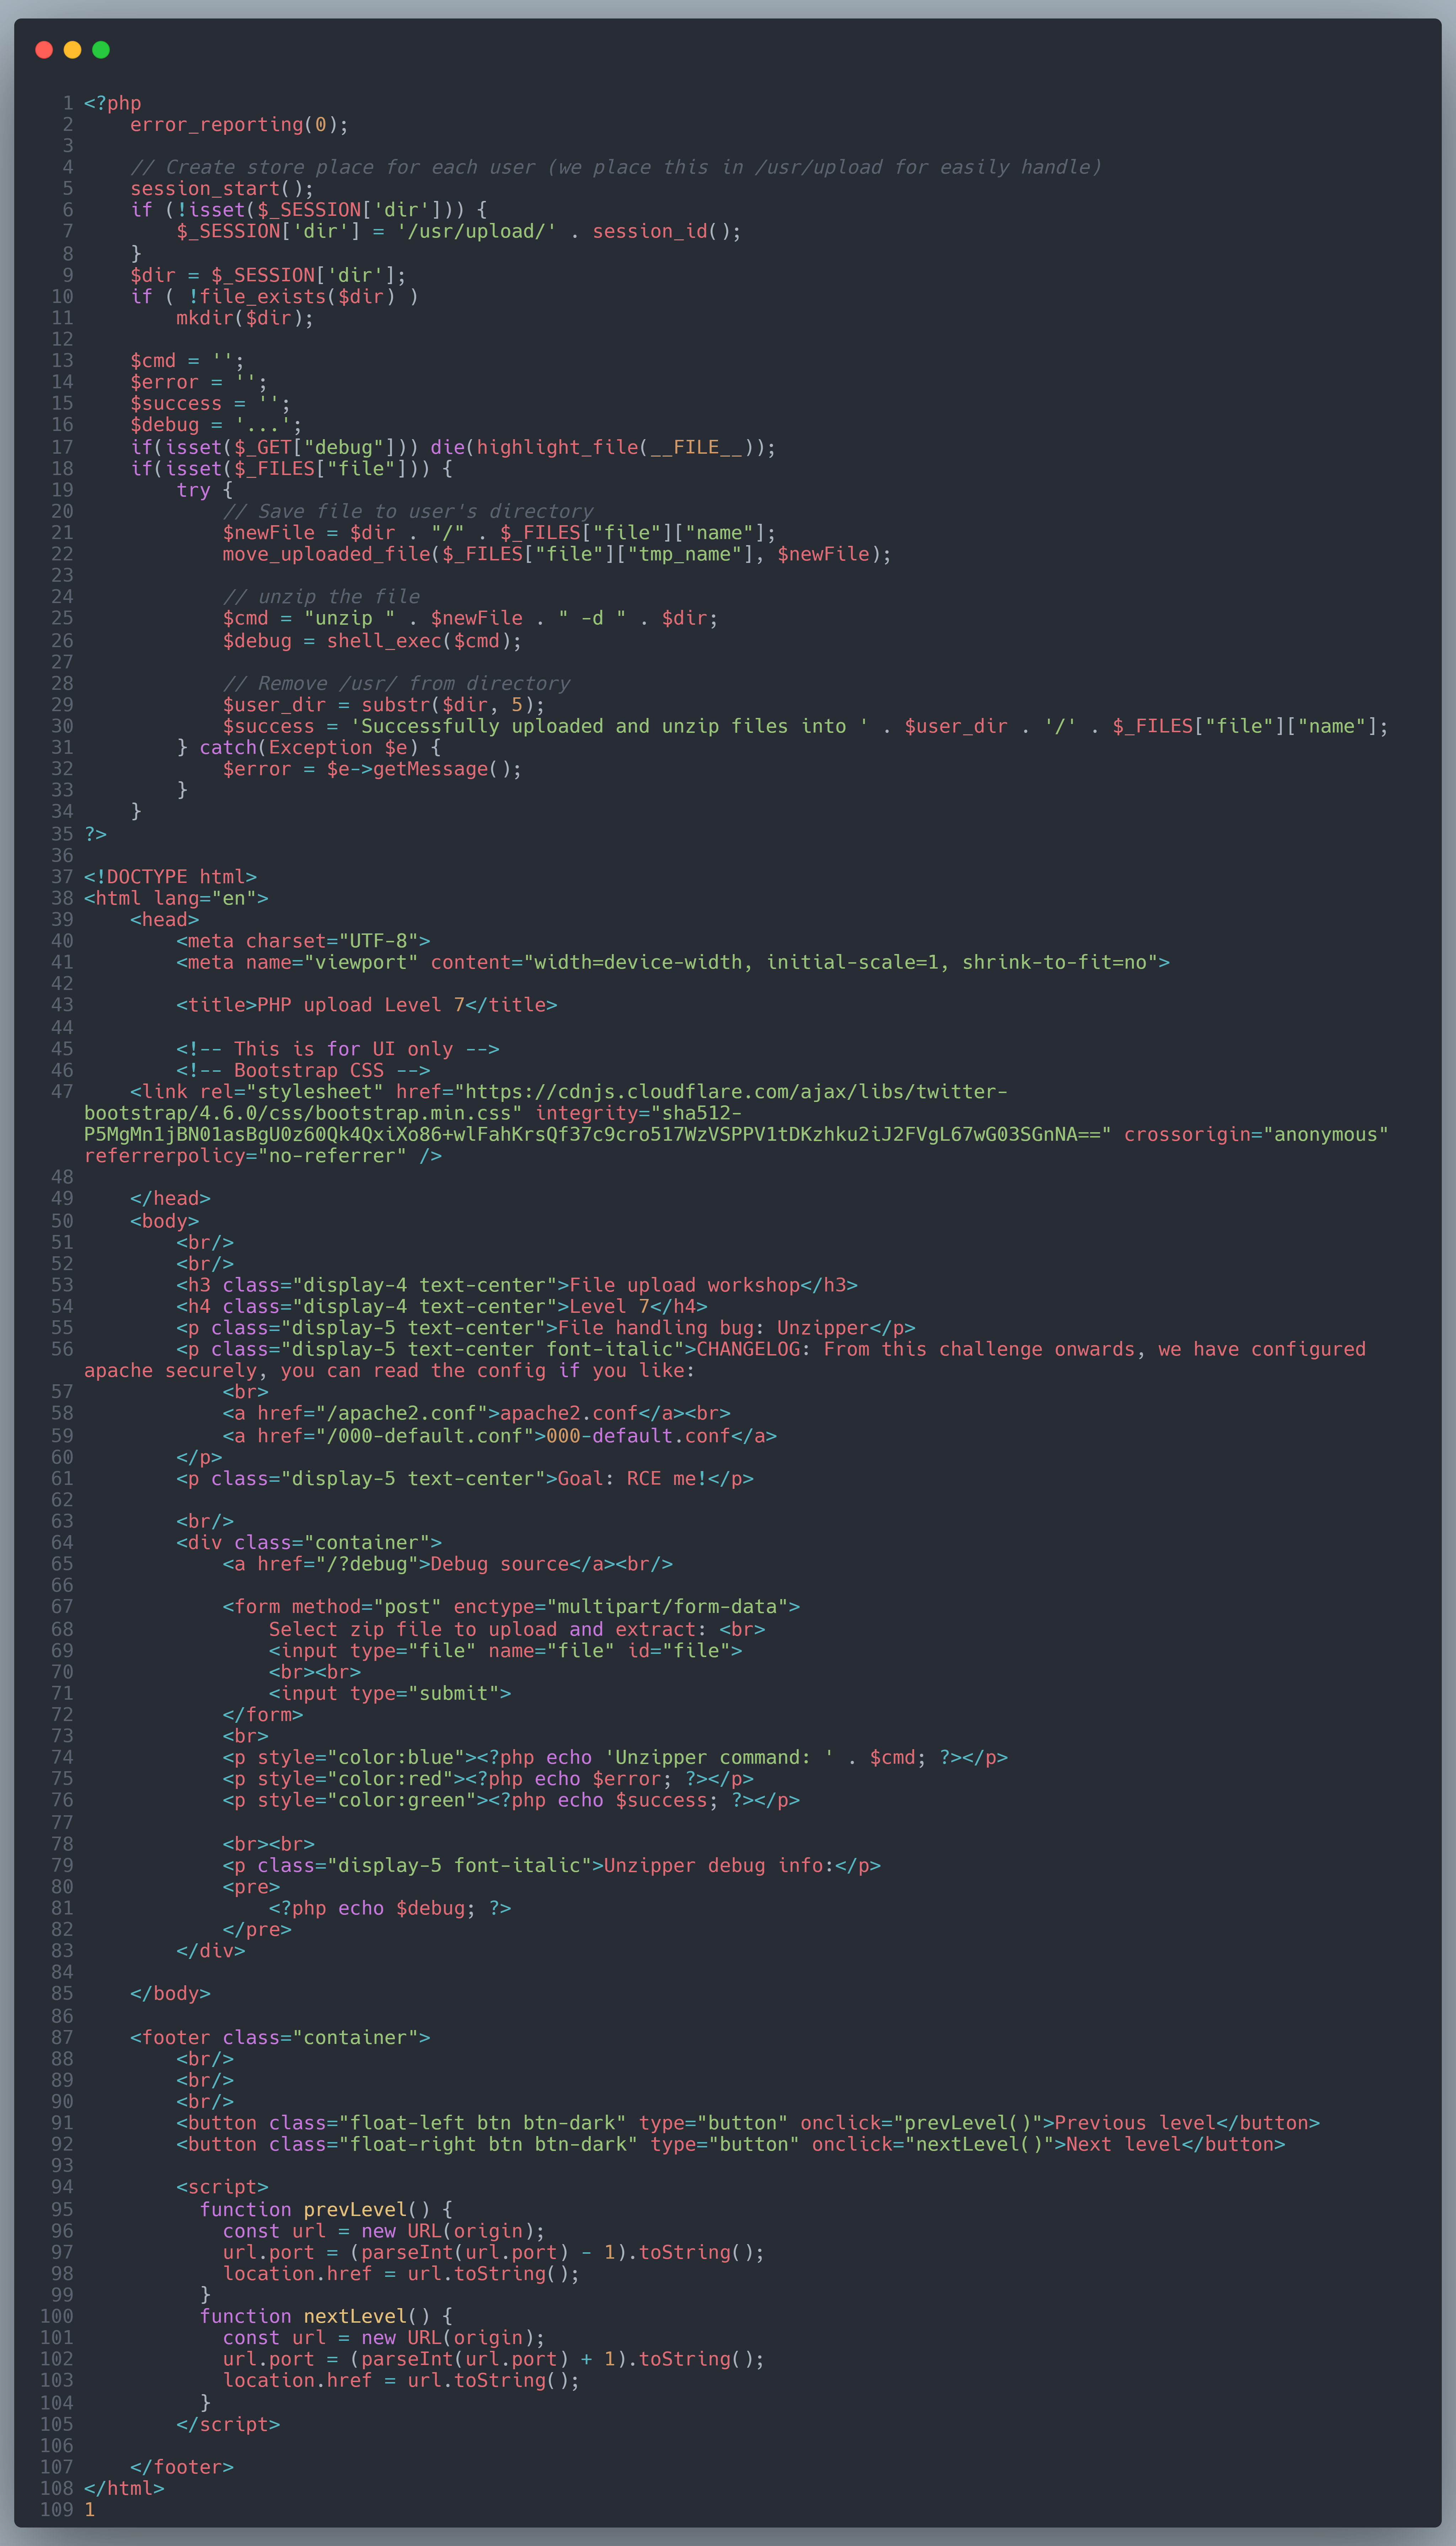 1 <?php
2     error_reporting(0);
3
4     // Create store place for each user (we place this in /usr/upload for easily handle)
5     session_start();
6     if (!isset($_SESSION['dir'])) {
7         $_SESSION['dir'] = '/usr/upload/' . session_id();
8     }
9     $dir = $_SESSION['dir'];
10     if ( !file_exists($dir) )
11         mkdir($dir);
12
13     $cmd = '';
14     $error = '';
15     $success = '';
16     $debug = '...';
17     if(isset($_GET["debug"])) die(highlight_file(__FILE__));
18     if(isset($_FILES["file"])) {
19         try {
20             // Save file to user's directory
21             $newFile = $dir . "/" . $_FILES["file"]["name"];
22             move_uploaded_file($_FILES["file"]["tmp_name"], $newFile);
23
24             // unzip the file
25             $cmd = "unzip " . $newFile . " -d " . $dir;
26             $debug = shell_exec($cmd);
27
28             // Remove /usr/ from directory
29             $user_dir = substr($dir, 5);
30             $success = 'Successfully uploaded and unzip files into ' . $user_dir . '/' . $_FILES["file"]["name"];
31         } catch(Exception $e) {
32             $error = $e->getMessage();
33         }
34     }
35 ?>
36
37 <!DOCTYPE html>
38 <html lang="en">
39     <head>
40         <meta charset="UTF-8">
41         <meta name="viewport" content="width=device-width, initial-scale=1, shrink-to-fit=no">
42
43         <title>PHP upload Level 7</title>
44
45         <!-- This is for UI only -->
46         <!-- Bootstrap CSS -->
47     <link rel="stylesheet" href="https://cdnjs.cloudflare.com/ajax/libs/twitter-
bootstrap/4.6.0/css/bootstrap.min.css" integrity="sha512-
P5MgMn1jBN01asBgU0z60Qk4QxiXo86+wlFahKrsQf37c9cro517WzVSPPV1tDKzhku2iJ2FVgL67wG03SGnNA==" crossorigin="anonymous"
referrerpolicy="no-referrer" />
48
49     </head>
50     <body>
51         <br/>
52         <br/>
53         <h3 class="display-4 text-center">File upload workshop</h3>
54         <h4 class="display-4 text-center">Level 7</h4>
55         <p class="display-5 text-center">File handling bug: Unzipper</p>
56         <p class="display-5 text-center font-italic">CHANGELOG: From this challenge onwards, we have configured
apache securely, you can read the config if you like:
57             <br>
58             <a href="/apache2.conf">apache2.conf</a><br>
59             <a href="/000-default.conf">000-default.conf</a>
60         </p>
61         <p class="display-5 text-center">Goal: RCE me!</p>
62
63         <br/>
64         <div class="container">
65             <a href="/?debug">Debug source</a><br/>
66
67             <form method="post" enctype="multipart/form-data">
68                 Select zip file to upload and extract: <br>
69                 <input type="file" name="file" id="file">
70                 <br><br>
71                 <input type="submit">
72             </form>
73             <br>
74             <p style="color:blue"><?php echo 'Unzipper command: ' . $cmd; ?></p>
75             <p style="color:red"><?php echo $error; ?></p>
76             <p style="color:green"><?php echo $success; ?></p>
77
78             <br><br>
79             <p class="display-5 font-italic">Unzipper debug info:</p>
80             <pre>
81                 <?php echo $debug; ?>
82             </pre>
83         </div>
84
85     </body>
86
87     <footer class="container">
88         <br/>
89         <br/>
90         <br/>
91         <button class="float-left btn btn-dark" type="button" onclick="prevLevel()">Previous level</button>
92         <button class="float-right btn btn-dark" type="button" onclick="nextLevel()">Next level</button>
93
94         <script>
95           function prevLevel() {
96             const url = new URL(origin);
97             url.port = (parseInt(url.port) - 1).toString();
98             location.href = url.toString();
99           }
100           function nextLevel() {
101             const url = new URL(origin);
102             url.port = (parseInt(url.port) + 1).toString();
103             location.href = url.toString();
104           }
105         </script>
106
107     </footer>
108 </html>
109 1